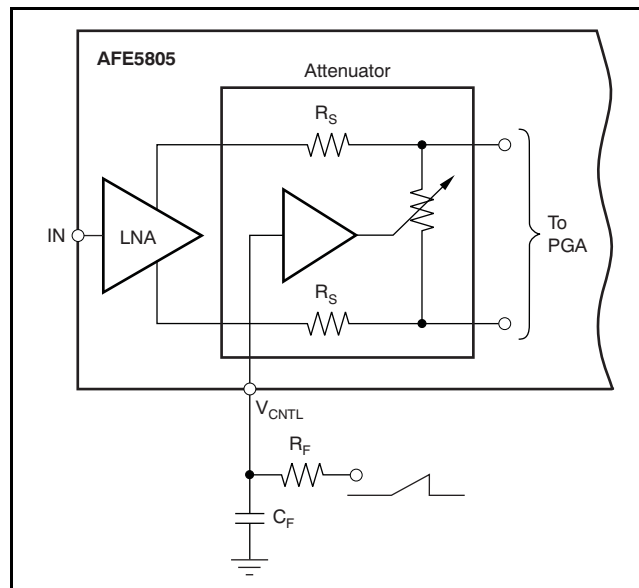 AFE5805
Attenuator
R_S
IN
LNA
To
PGA
R_S
V_CNTL
R_F
C_F